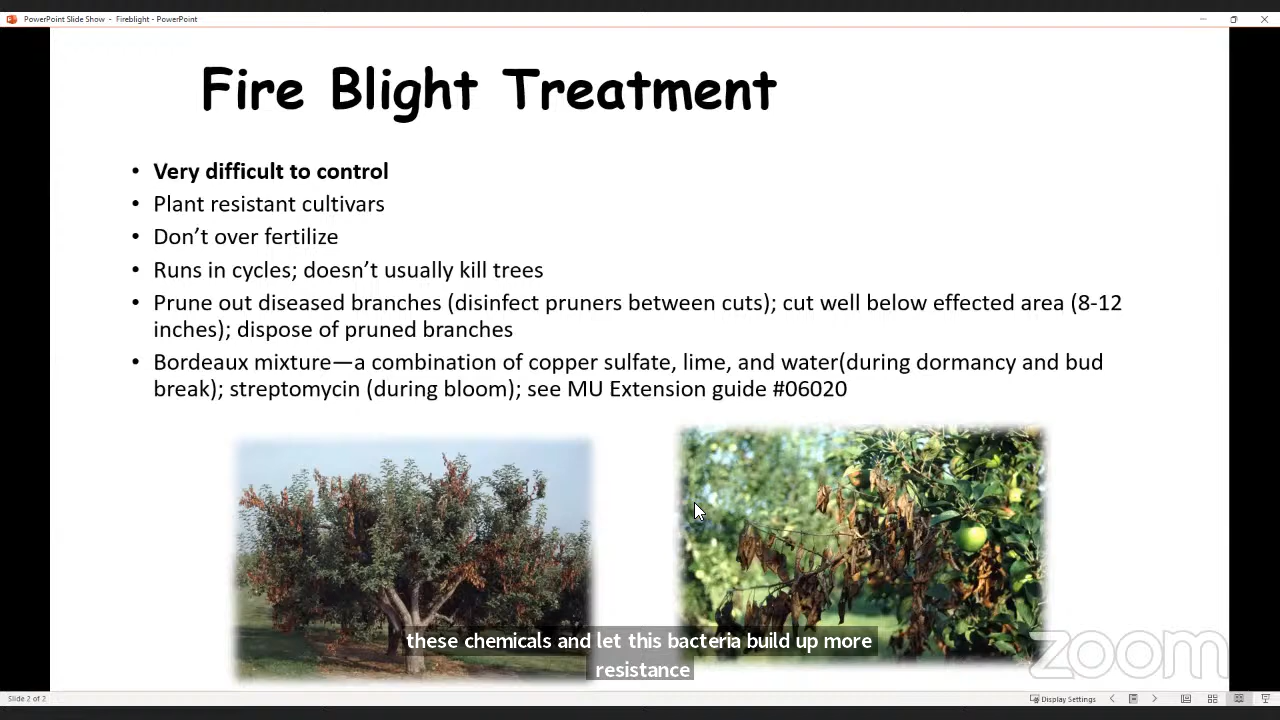 PowerPoint Slide Show - Fireblight - PowerPoint
Fire Blight Treatment
• Very difficult to control
• Plant resistant cultivars
• Don’t over fertilize
• Runs in cycles; doesn’t usually kill trees
• Prune out diseased branches (disinfect pruners between cuts); cut well below effected area (8-12
inches); dispose of pruned branches
• Bordeaux mixture—a combination of copper sulfate, lime, and water(during dormancy and bud
break); streptomycin (during bloom); see MU Extension guide #06020
these chemicals and let this bacteria build up more
resistance
zoom
Slide 2 of 2
Display Settings